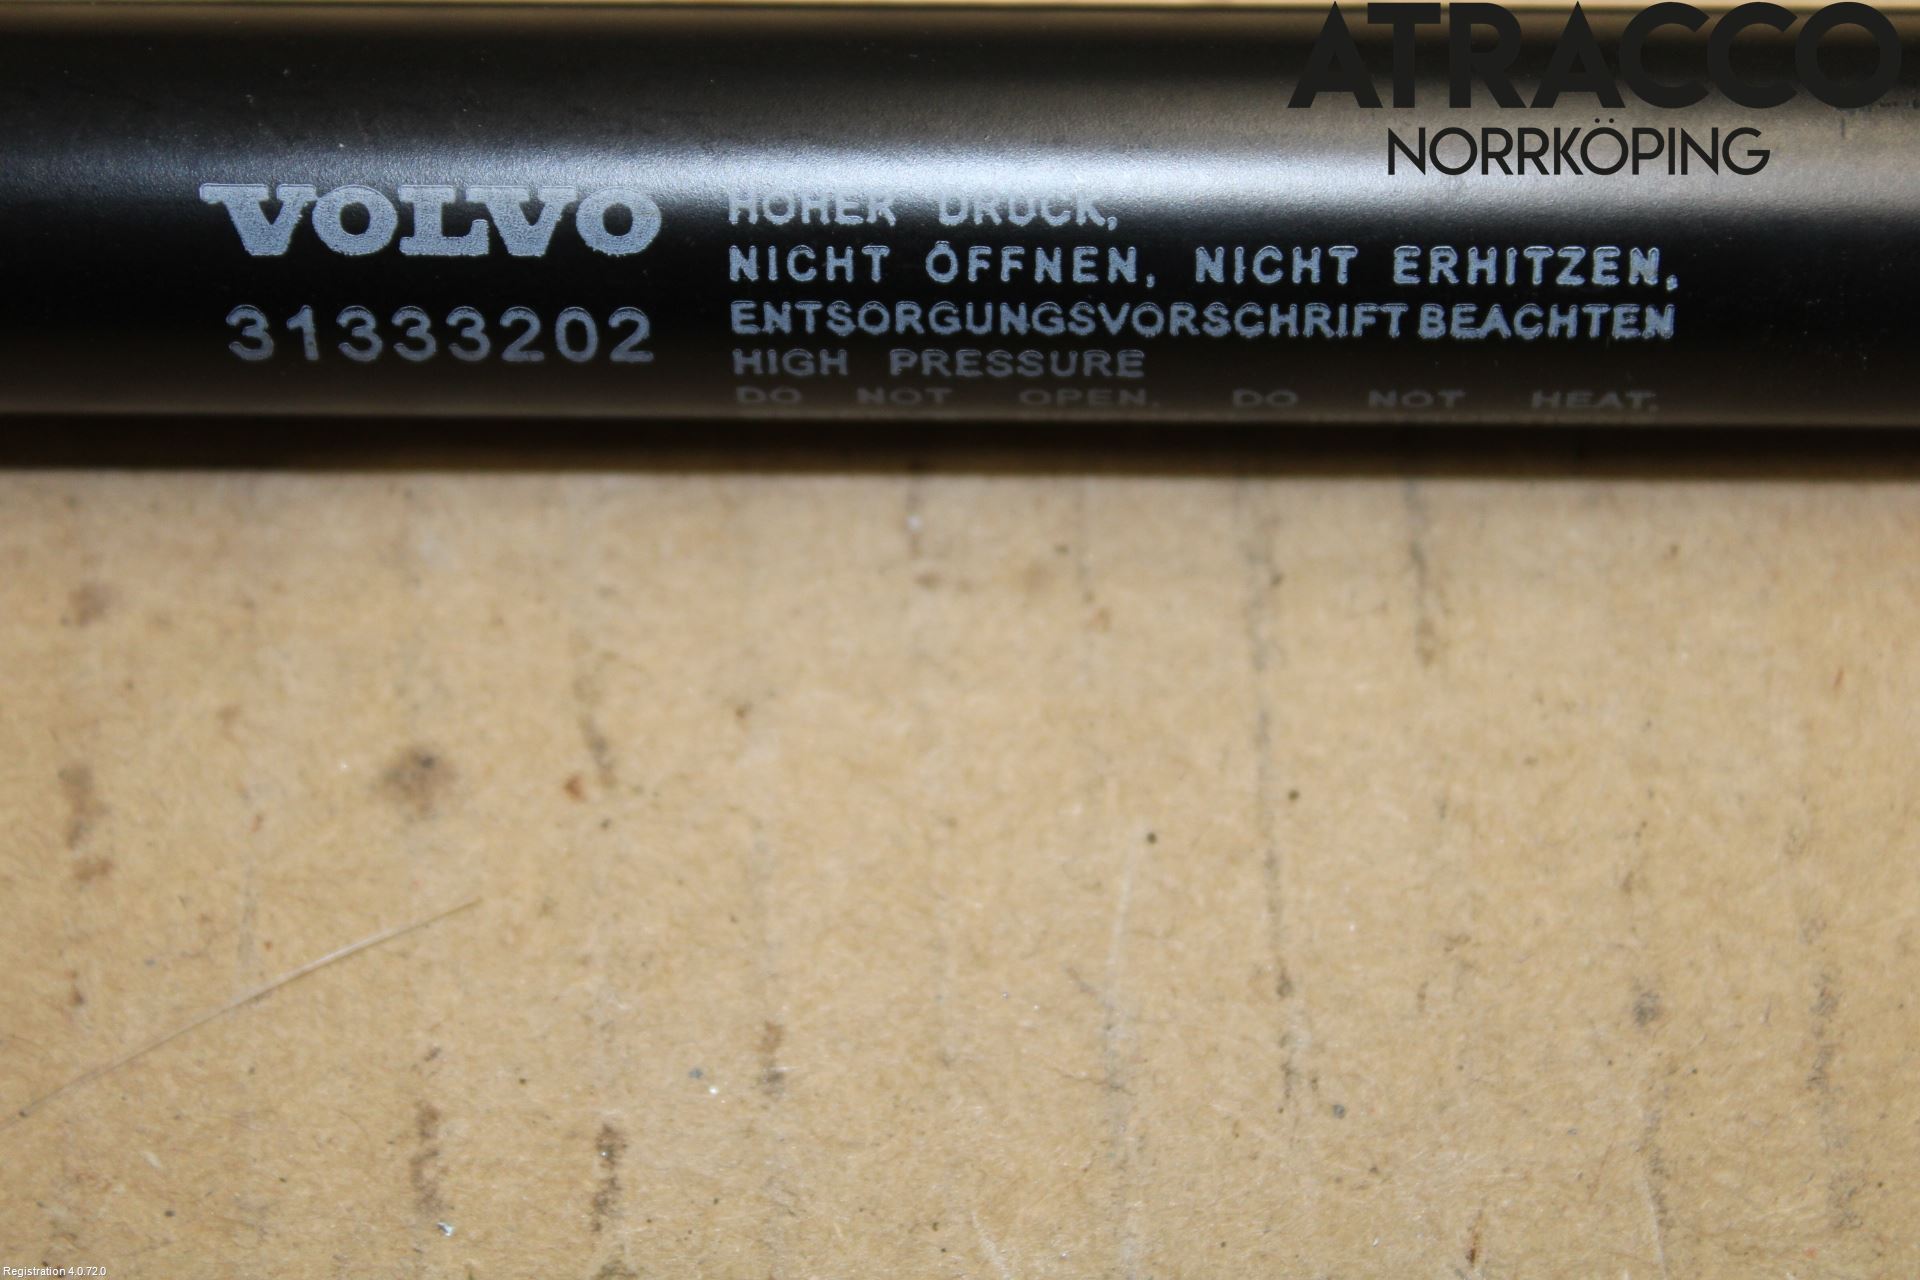 ATRACCO
NORRKÖPING
VOLVO
31333202
HOHER DRUCK,
NICHT ÖFFNEN, NICHT ERHITZEN.
ENTSORGUNGSVORSCHRIFT BEACHTEN
HIGH PRESSURE
DO NOT OPEN. DO NOT HEAT.
Registration 4.0.72.0